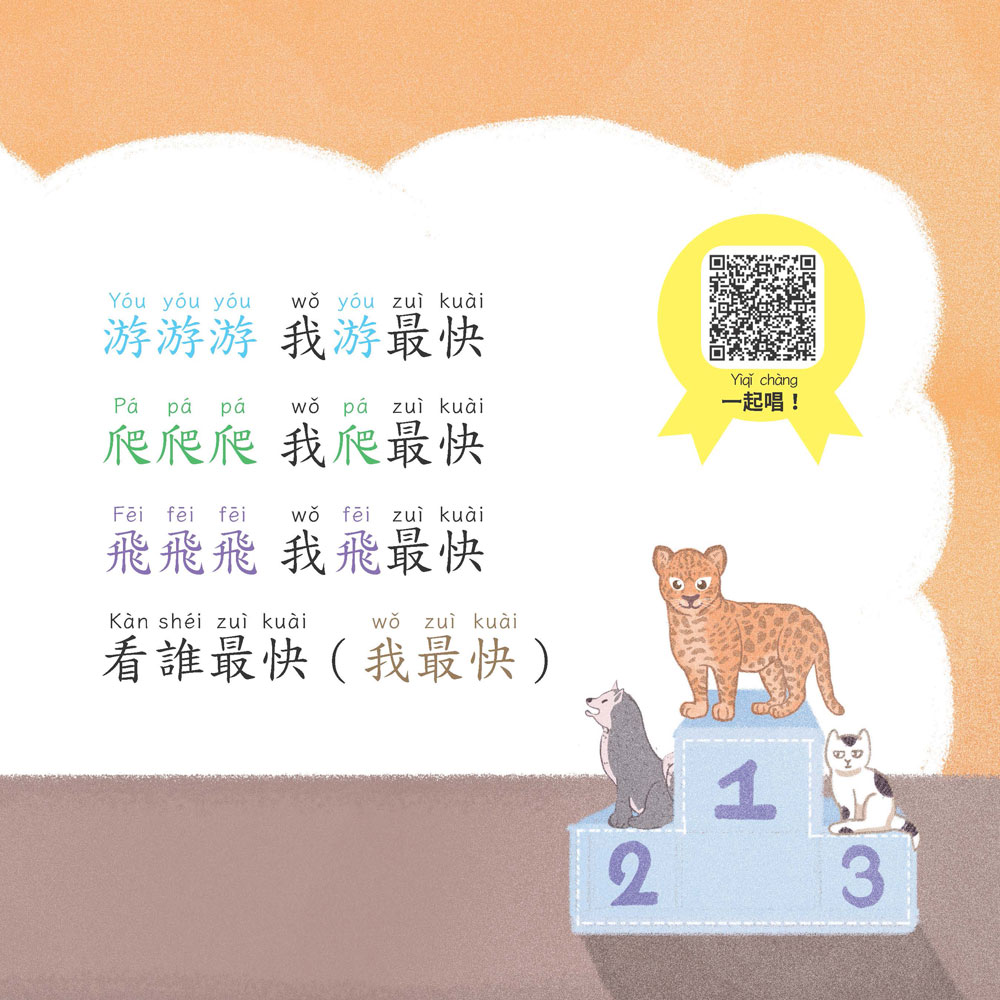 Yóu yóu yóu wǒ yóu zuì kuài
游游游 我游最快
Pá pá pá wǒ pá zuì kuài
爬爬爬 我爬最快
Fēi fēi fēi wǒ fēi zuì kuài
飛飛飛 我飛最快
Kàn shéi zuì kuài wǒ zuì kuài
看誰最快(我最快)
Yìqǐ chàng
一起唱!
1
2
3